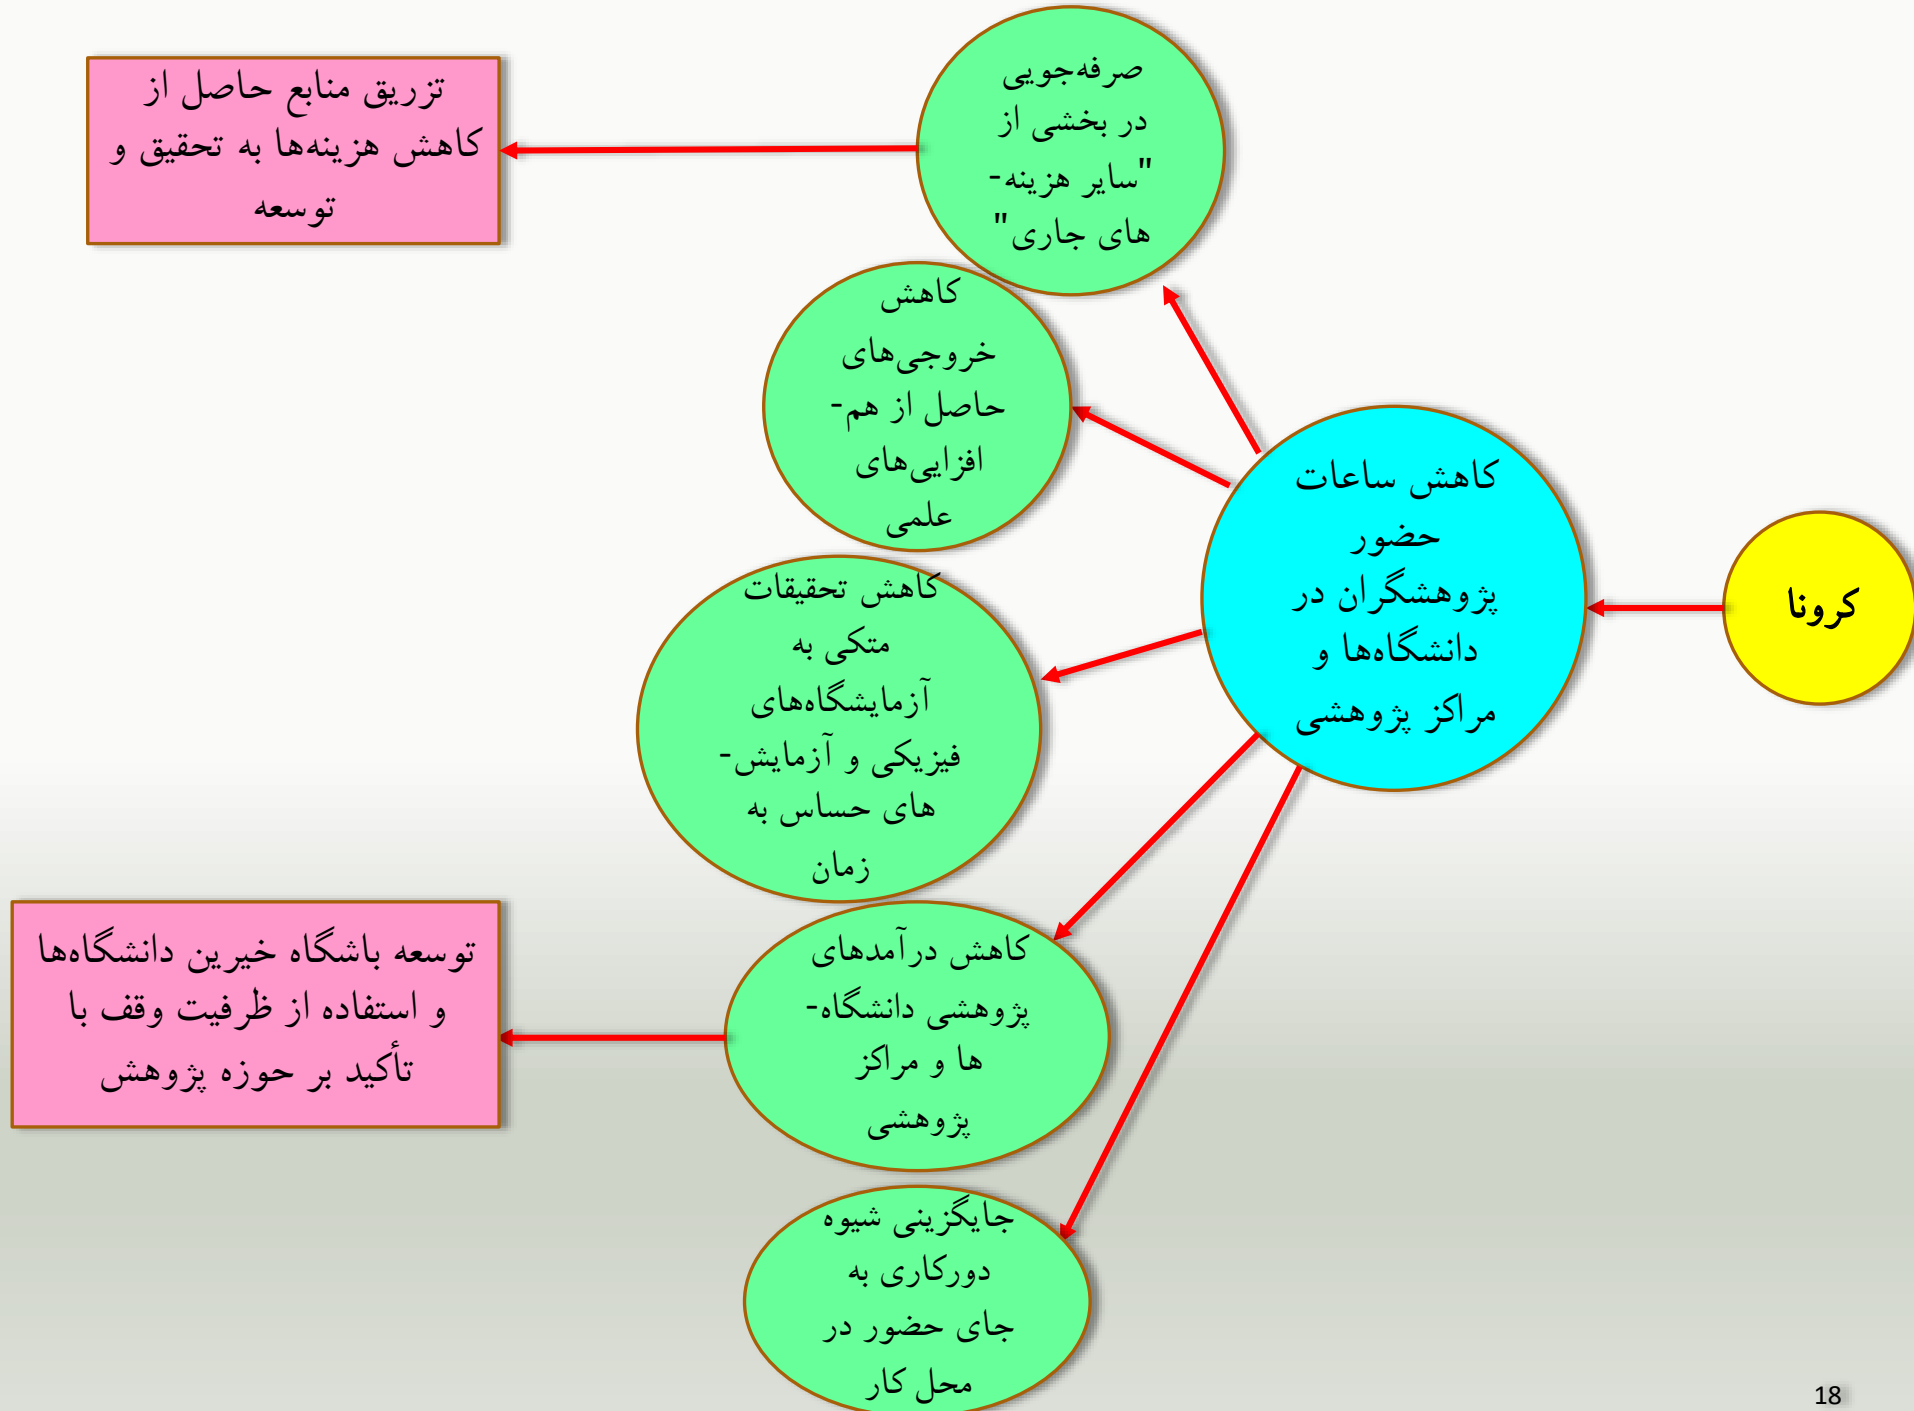 کرونا
کاهش ساعات
حضور
پژوهشگران در
دانشگاه‌ها و
مراکز پژوهشی
صرفه‌جویی
در بخشی از
"سایر هزینه-
های جاری"
تزریق منابع حاصل از
کاهش هزینه‌ها به تحقیق و
توسعه
کاهش
خروجی‌های
حاصل از هم-
افزایی‌های
علمی
کاهش تحقیقات
متکی به
آزمایشگاه‌های
فیزیکی و آزمایش-
های حساس به
زمان
کاهش درآمدهای
پژوهشی دانشگاه-
ها و مراکز
پژوهشی
توسعه باشگاه خیرین دانشگاه‌ها
و استفاده از ظرفیت وقف با
تأکید بر حوزه پژوهش
جایگزینی شیوه
دورکاری به
جای حضور در
محل کار
18